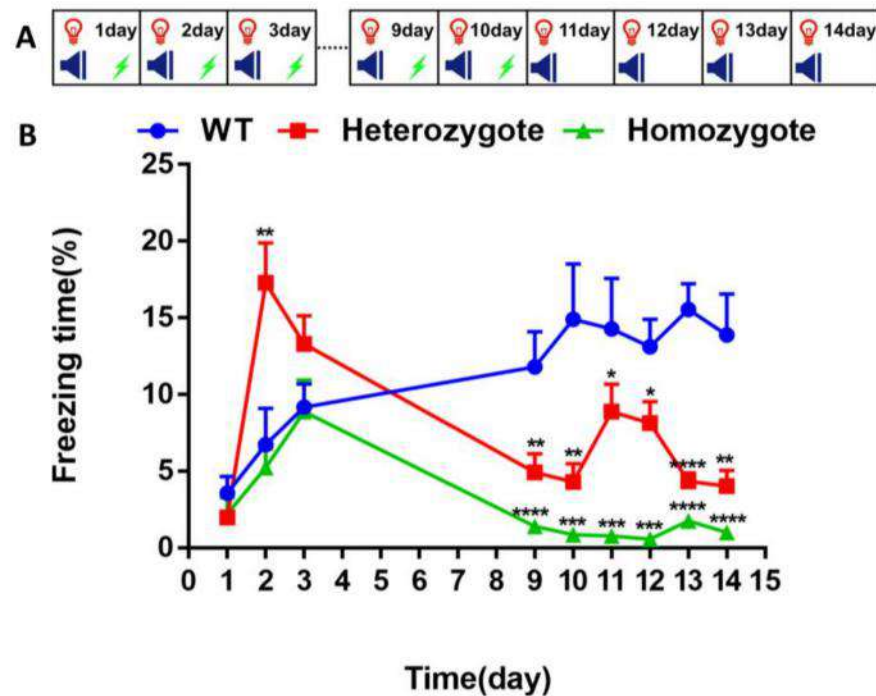 A
1day 2day 3day 9day 10day 11day 12day 13day 14day
B
WT Heterozygote Homozygote
25
20
15
10
5
0
Freezing time(%)
**
** ** * * **** **
**** *** *** *** **** ****
0 1 2 3 4 5 6 7 8 9 10 11 12 13 14 15
Time(day)